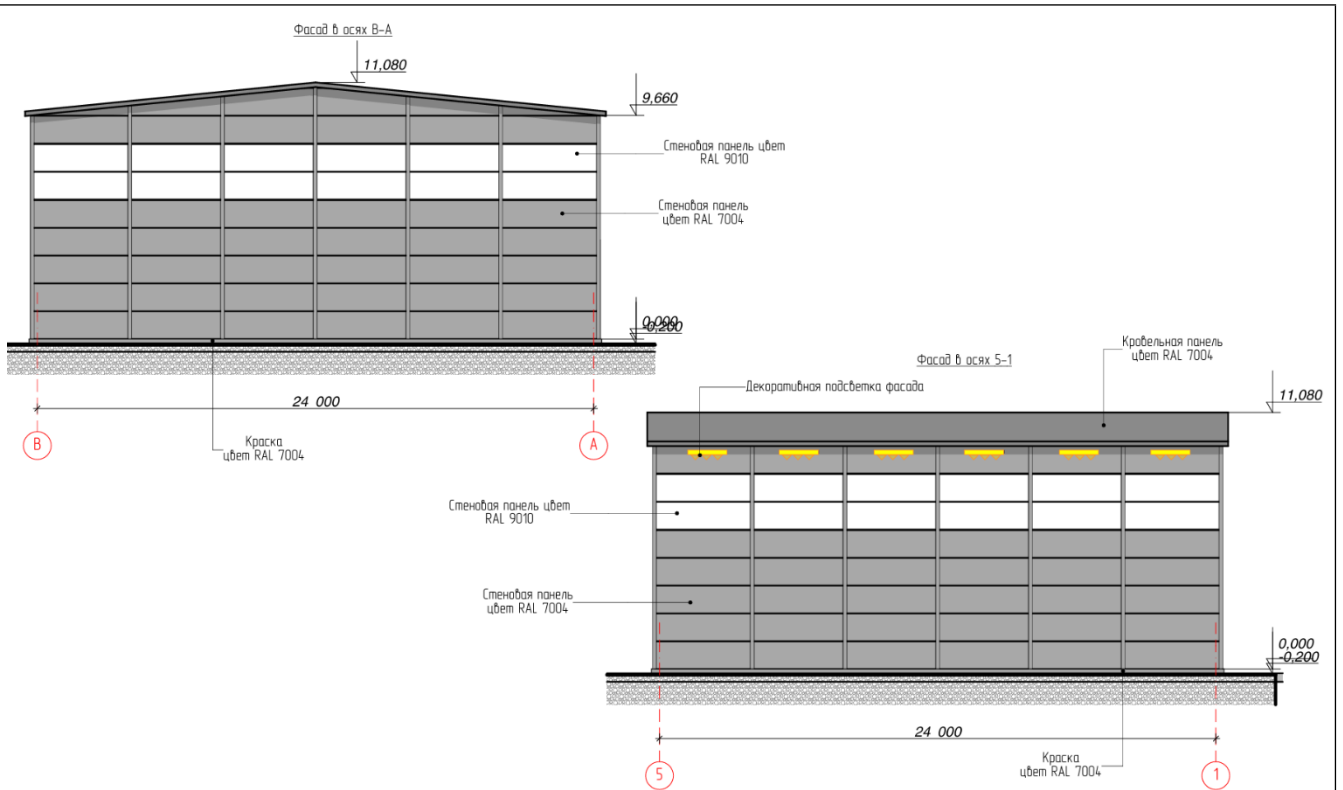 Фасад в осях В-А
11,080
9,660
Стеновая панель цвет
RAL 9010
Стеновая панель
цвет RAL 7004
0,000
-0,200
24 000
В
А
Краска
цвет RAL 7004
Фасад в осях 5-1
Кровельная панель
цвет RAL 7004
Декоративная подсветка фасада
11,080
Стеновая панель цвет
RAL 9010
Стеновая панель
цвет RAL 7004
0,000
-0,200
24 000
5
1
Краска
цвет RAL 7004